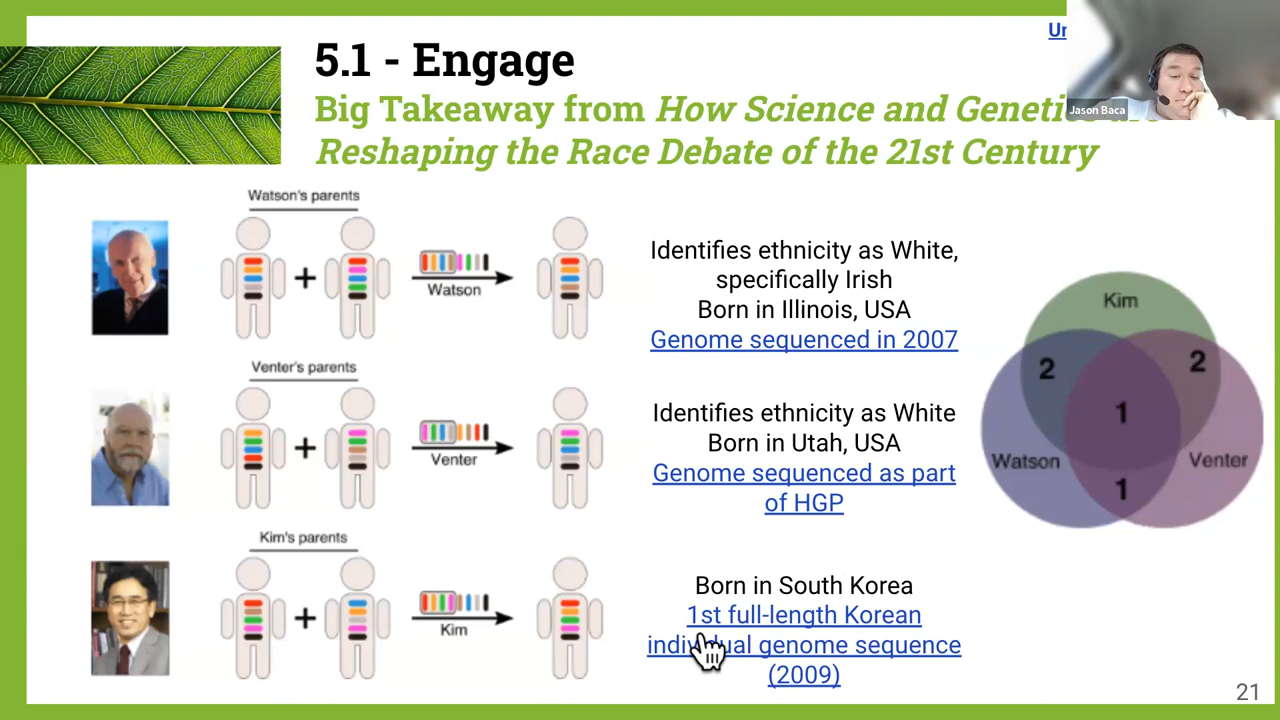 5.1 - Engage
Big Takeaway from How Science and Genetics
Reshaping the Race Debate of the 21st Century
Jason Baca
Watson's parents
Watson
Identifies ethnicity as White,
specifically Irish
Born in Illinois, USA
Genome sequenced in 2007
Venter's parents
Venter
Identifies ethnicity as White
Born in Utah, USA
Genome sequenced as part
of HGP
Kim's parents
Kim
Born in South Korea
1st full-length Korean
individual genome sequence
(2009)
Kim
2
2
1
Watson
Venter
1
21